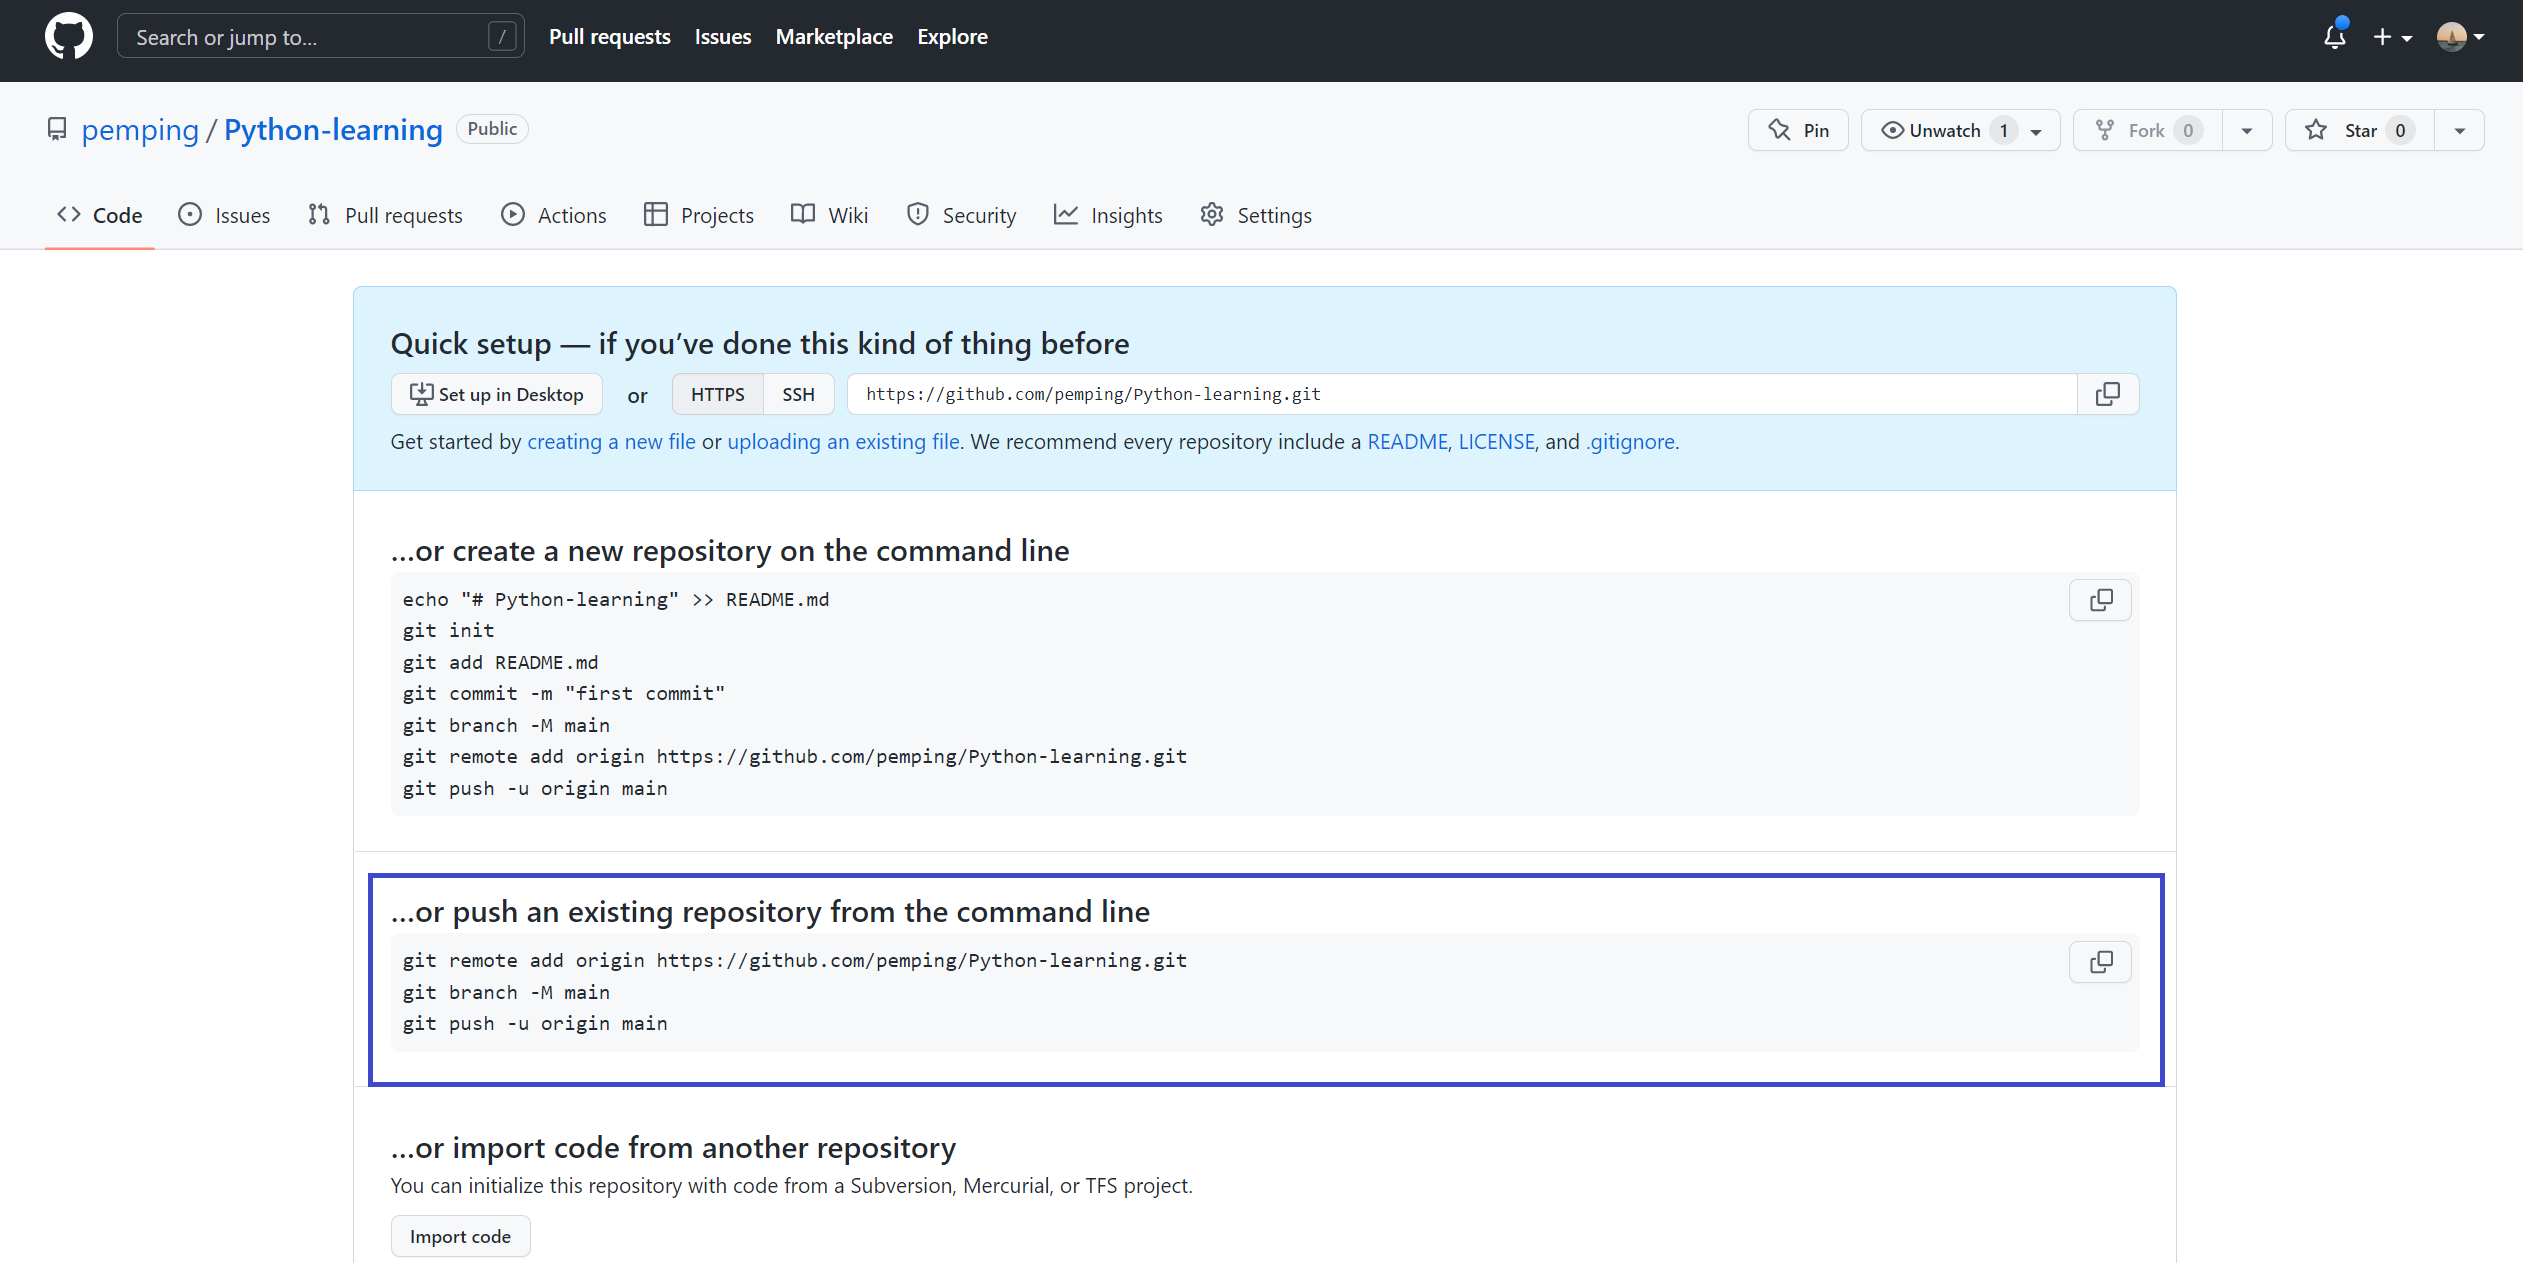 Search or jump to... /
Pull requests Issues Marketplace Explore
pemping / Python-learning Public
Pin Unwatch 1 Fork 0 Star 0
Code Issues Pull requests Actions Projects Wiki Security Insights Settings
Quick setup — if you’ve done this kind of thing before
Set up in Desktop or HTTPS SSH https://github.com/pemping/Python-learning.git
Get started by creating a new file or uploading an existing file. We recommend every repository include a README, LICENSE, and .gitignore.
…or create a new repository on the command line
echo "# Python-learning" >> README.md
git init
git add README.md
git commit -m "first commit"
git branch -M main
git remote add origin https://github.com/pemping/Python-learning.git
git push -u origin main
…or push an existing repository from the command line
git remote add origin https://github.com/pemping/Python-learning.git
git branch -M main
git push -u origin main
…or import code from another repository
You can initialize this repository with code from a Subversion, Mercurial, or TFS project.
Import code